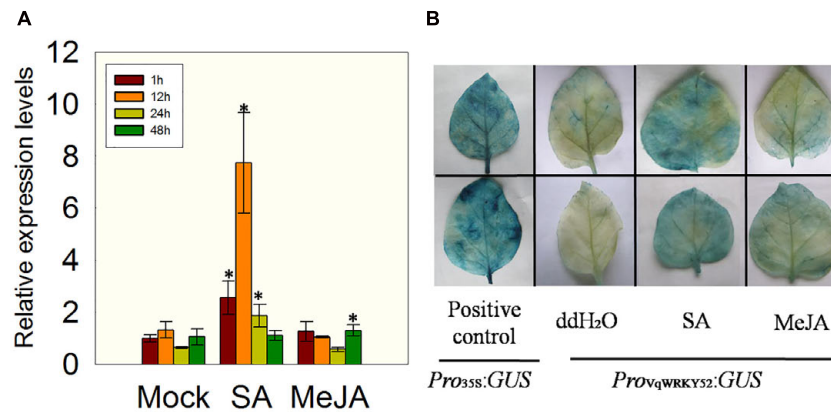 A
B
12
10
8
6
4
2
0
Relative expression levels
1h
12h
24h
48h
*
*
*
*
Mock SA MeJA
Positive control
ddH₂O
SA
MeJA
Pro35S:GUS
ProVqWRKY52:GUS